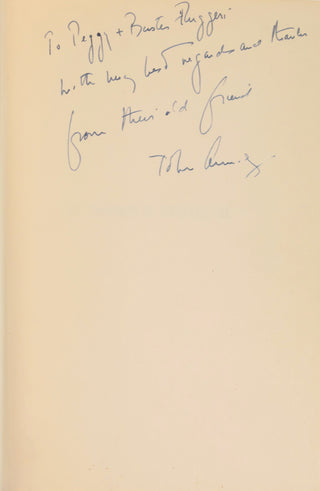 To Peggy + Buster Ruggeri
with very best regards and thanks
from their old friend
John